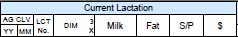 Current Lactation
AG CLV LCT DIM 3 Milk Fat S/P $
YY MM No. X